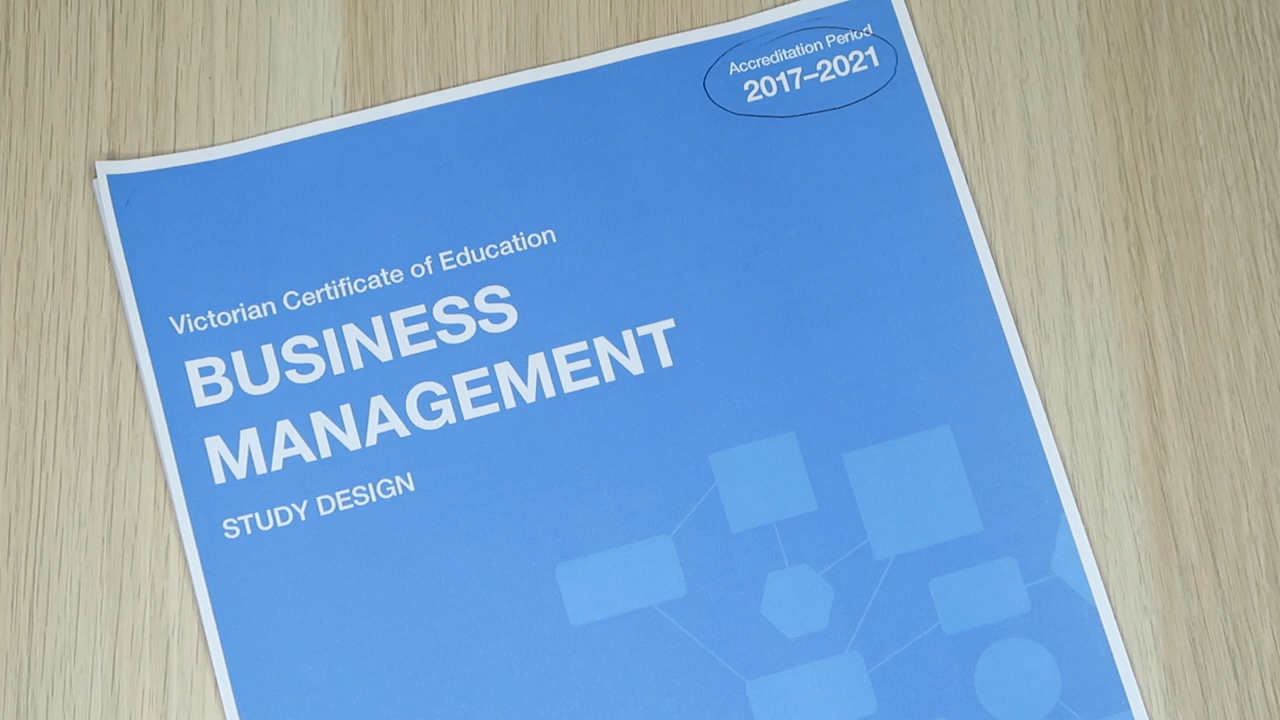 Accreditation Period
2017–2021
Victorian Certificate of Education
BUSINESS
MANAGEMENT
STUDY DESIGN